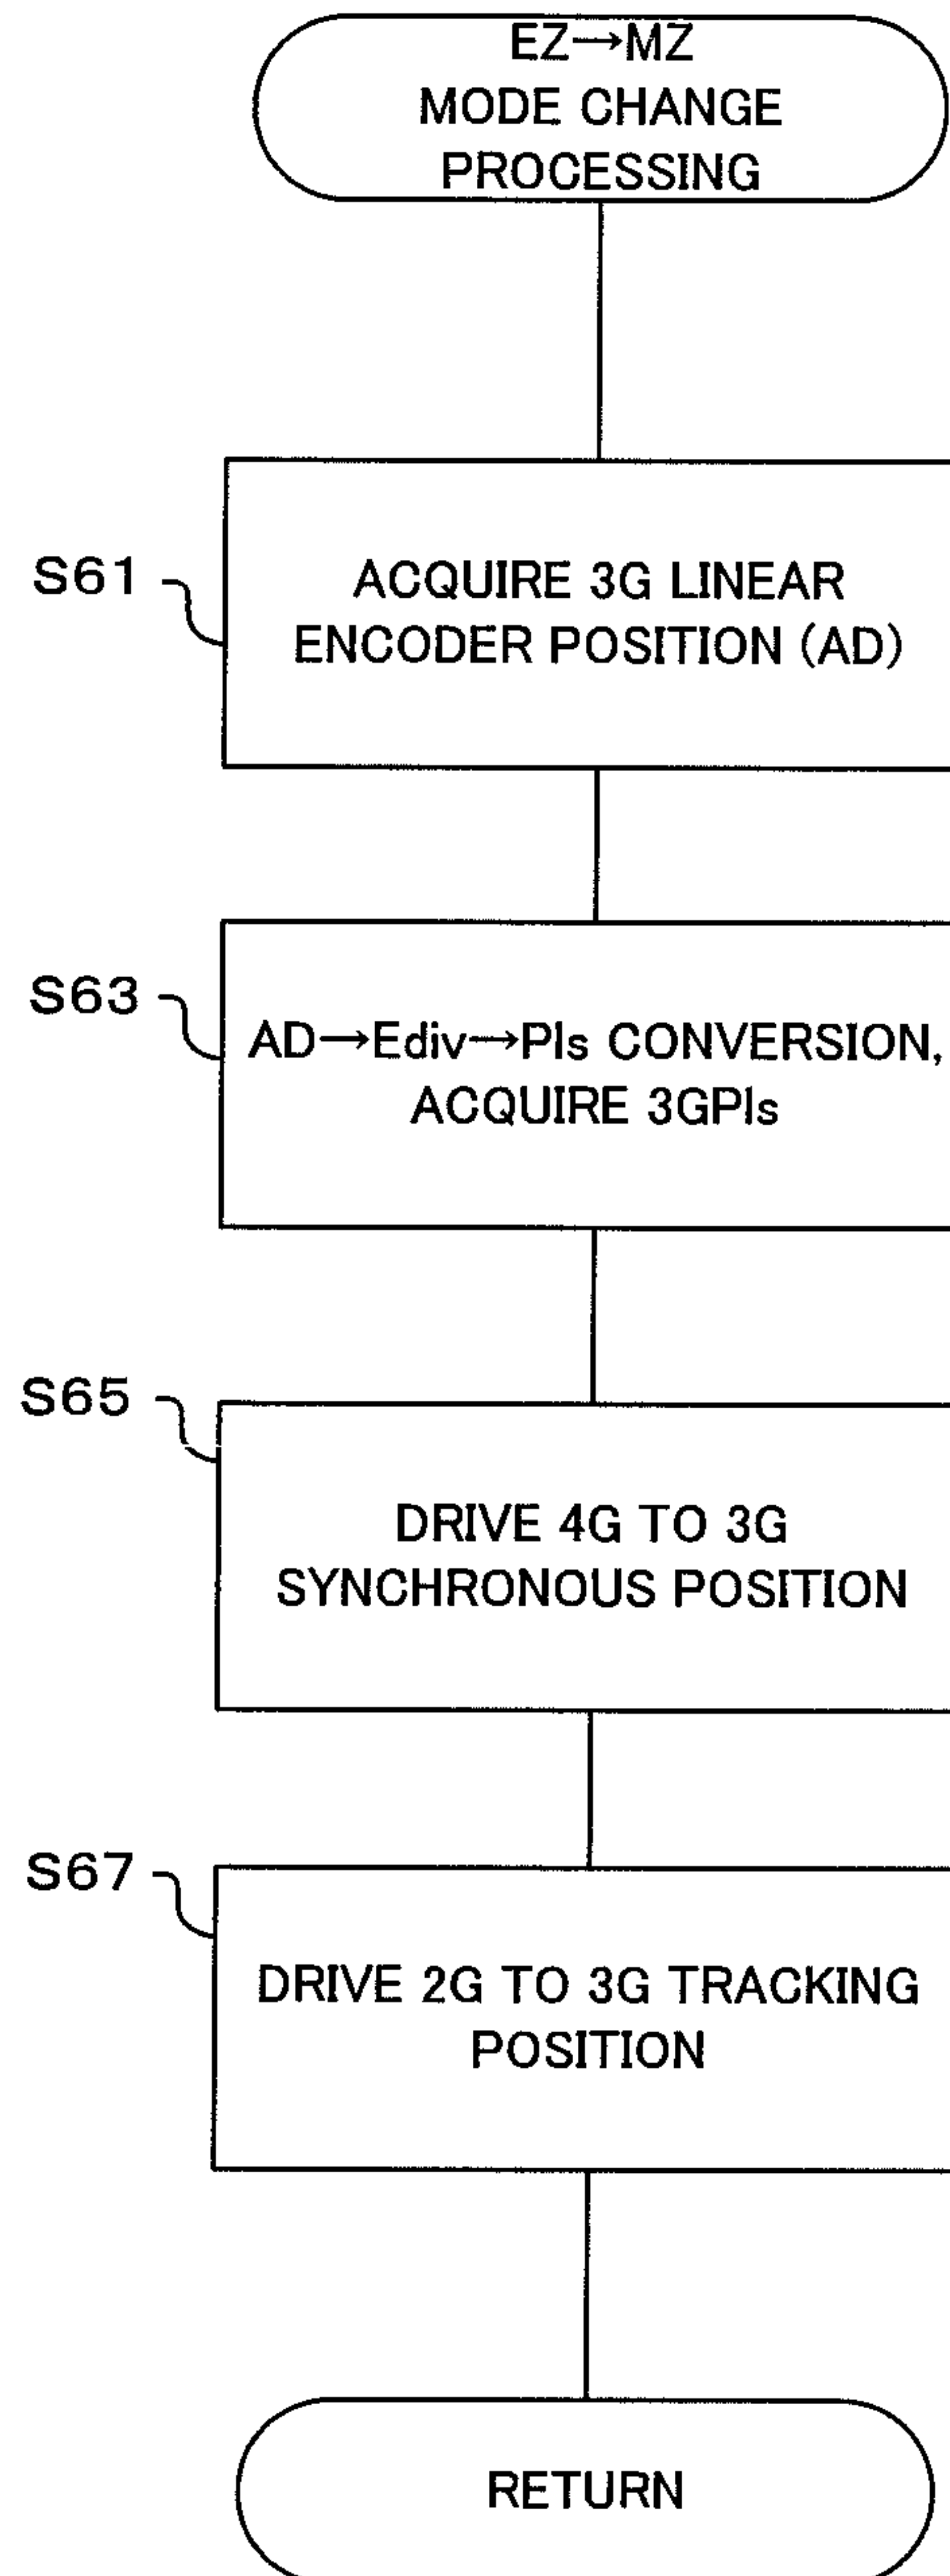 EZ→MZ
MODE CHANGE
PROCESSING
S61
ACQUIRE 3G LINEAR
ENCODER POSITION (AD)
S63
AD→Ediv→Pls CONVERSION,
ACQUIRE 3GPls
S65
DRIVE 4G TO 3G
SYNCHRONOUS POSITION
S67
DRIVE 2G TO 3G TRACKING
POSITION
RETURN